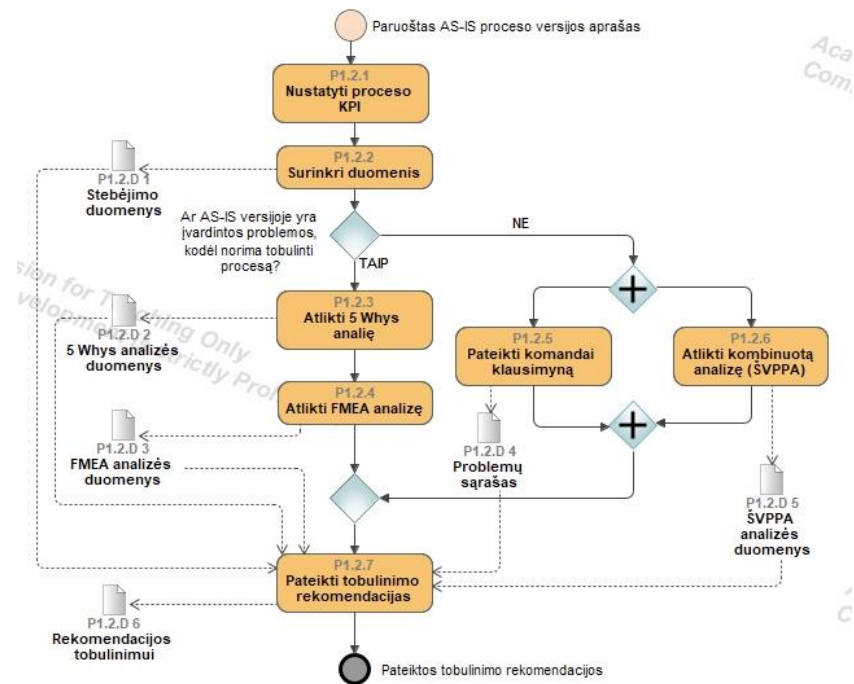 Paruoštas AS-IS proceso versijos aprašas
P1.2.1
Nustatyti proceso
KPI
P1.2.2
Surinkri duomenis
P1.2.D 1
Stebėjimo
duomenys
Ar AS-IS versijoje yra
įvardintos problemos,
kodėl norima tobulinti
procesą?
NE
TAIP
P1.2.3
Atlikti 5 Whys
analię
P1.2.D 2
5 Whys analizės
duomenys
P1.2.5
Pateikti komandai
klausimyną
P1.2.6
Atlikti kombinuotą
analizę (ŠVPPA)
P1.2.4
Atlikti FMEA analizę
P1.2.D 3
FMEA analizės
duomenys
P1.2.D 4
Problemų
sąrašas
P1.2.D 5
ŠVPPA
analizės
duomenys
P1.2.7
Pateikti tobulinimo
rekomendacijas
P1.2.D 6
Rekomendacijos
tobulinimui
Pateiktos tobulinimo rekomendacijos
for Teaching Only